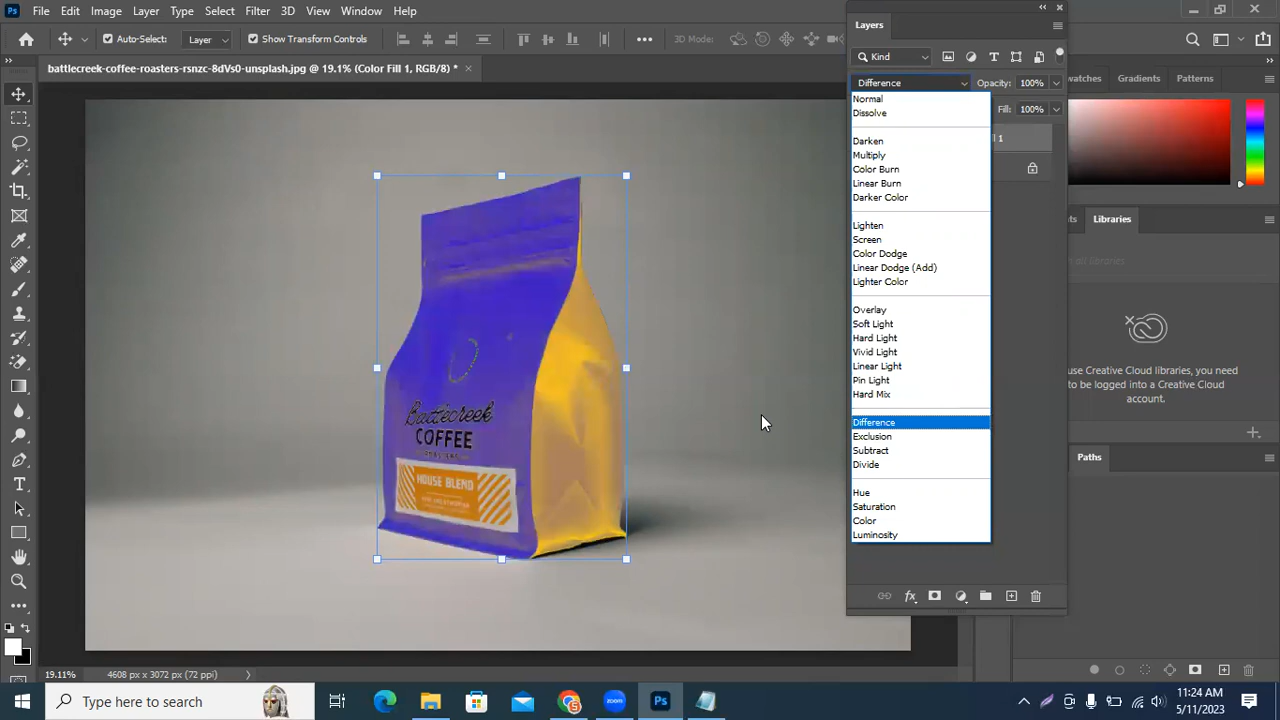 Ps File Edit Image Layer Type Select Filter 3D View Window Help
Auto-Select: Layer Show Transform Controls 3D Mode:
battlecreek-coffee-roasters-rsnzc-8dVs0-unsplash.jpg @ 19.1% (Color Fill 1, RGB/8) *
Layers
Kind
Difference Opacity: 100%
Fill: 100%
Normal
Dissolve
Darken
Multiply
Color Burn
Linear Burn
Darker Color
Lighten
Screen
Color Dodge
Linear Dodge (Add)
Lighter Color
Overlay
Soft Light
Hard Light
Vivid Light
Linear Light
Pin Light
Hard Mix
Difference
Exclusion
Subtract
Divide
Hue
Saturation
Color
Luminosity
Gradients Patterns
Libraries
use Creative Cloud libraries, you
need to be logged into a Creative Cloud
account.
Paths
Battlecreek
COFFEE
HOUSE BLEND
19.11% 4608 px x 3072 px (72 ppi)
Type here to search
Ps
1:24 AM
5/11/2023